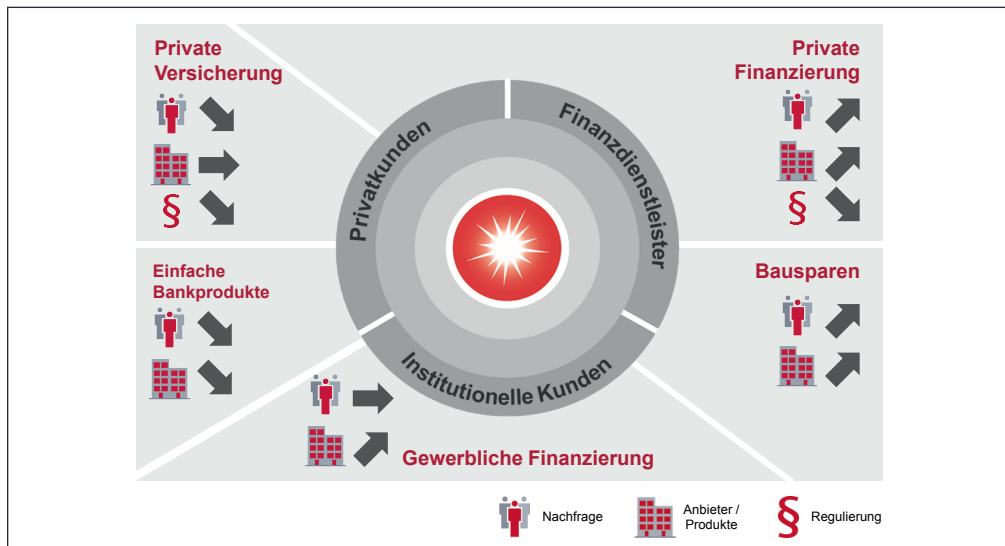 Private
Versicherung
§
Private
Finanzierung
§
Privatkunden
Finanzdienstleister
Institutionelle Kunden
Einfache
Bankprodukte
Bausparen
Gewerbliche Finanzierung
Nachfrage
Anbieter /
Produkte
§
Regulierung